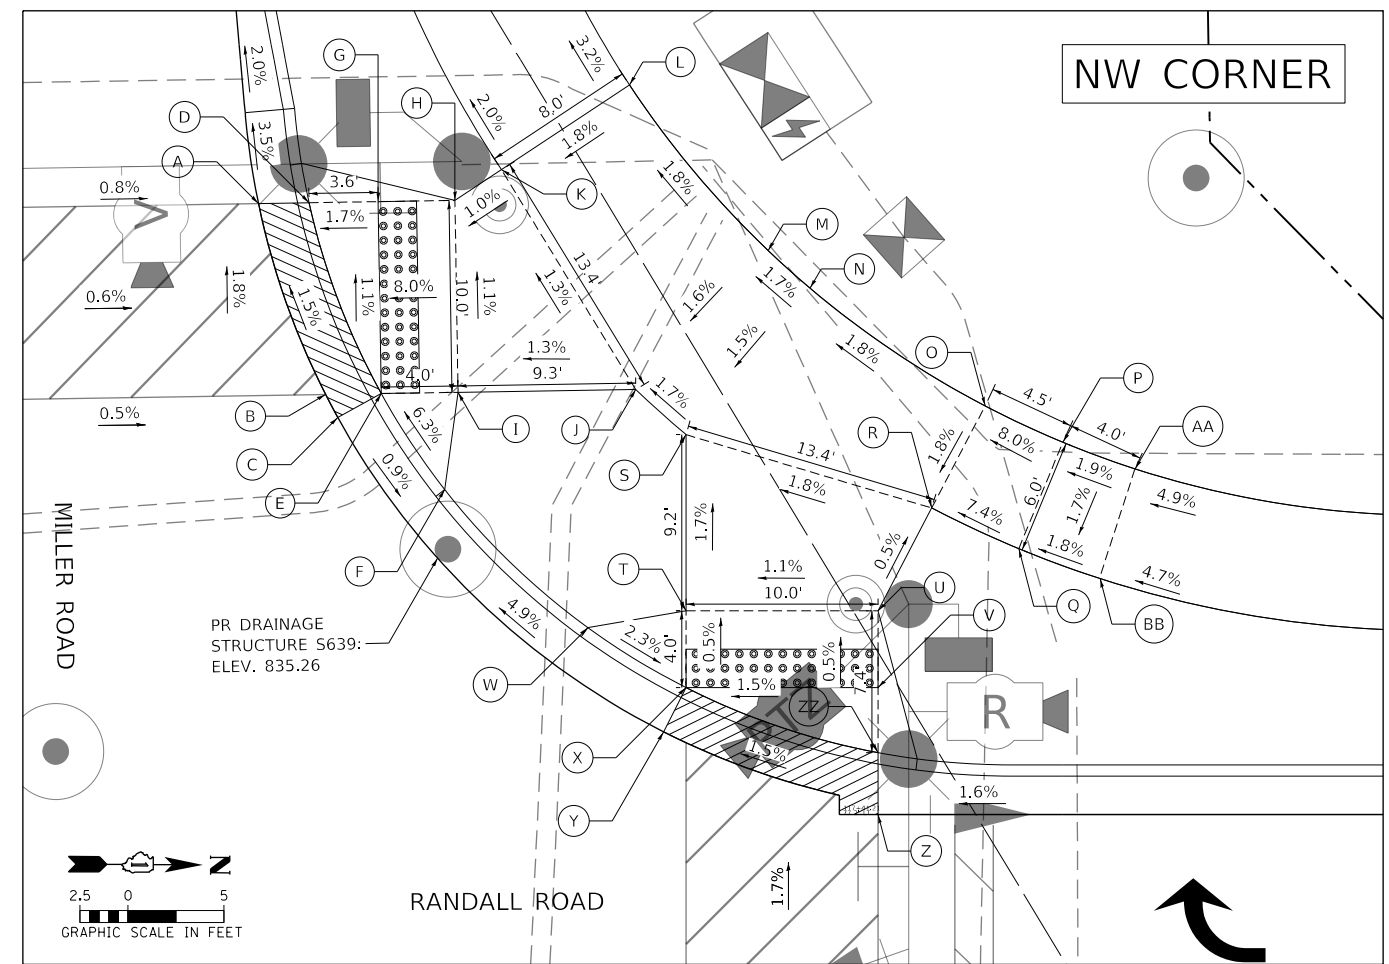 NW CORNER
2.0%
3.2%
G
L
H
2.0%
8.0'
D
3.5%
1.8%
A
0.8%
3.6'
1.8%
K
V
1.7%
1.0%
M
N
13.4'
1.7%
0.6%
1.8%
1.5%
1.1%
8.0%
10.0'
1.1%
1.3%
1.6%
1.5%
1.8%
O
1.3%
9.3'
4.0'
1.7%
4.5'
P
0.5%
B
6.3%
I
J
R
1.8%
8.0%
4.0'
AA
C
0.9%
S
13.4'
1.8%
1.9%
6.0'
4.9%
E
7.4%
1.7%
9.2'
1.7%
1.8%
MILLER ROAD
F
T
1.1%
10.0'
0.5%
U
V
Q
4.7%
BB
PR DRAINAGE
STRUCTURE S639:
ELEV. 835.26
4.9%
2.3%
4.0'
0.5%
0.5%
7.4'
W
1.5%
ZZ
RTZ
R
X
1.5%
1.6%
Y
Z
1.7%
N
2.5 0 5
GRAPHIC SCALE IN FEET
RANDALL ROAD